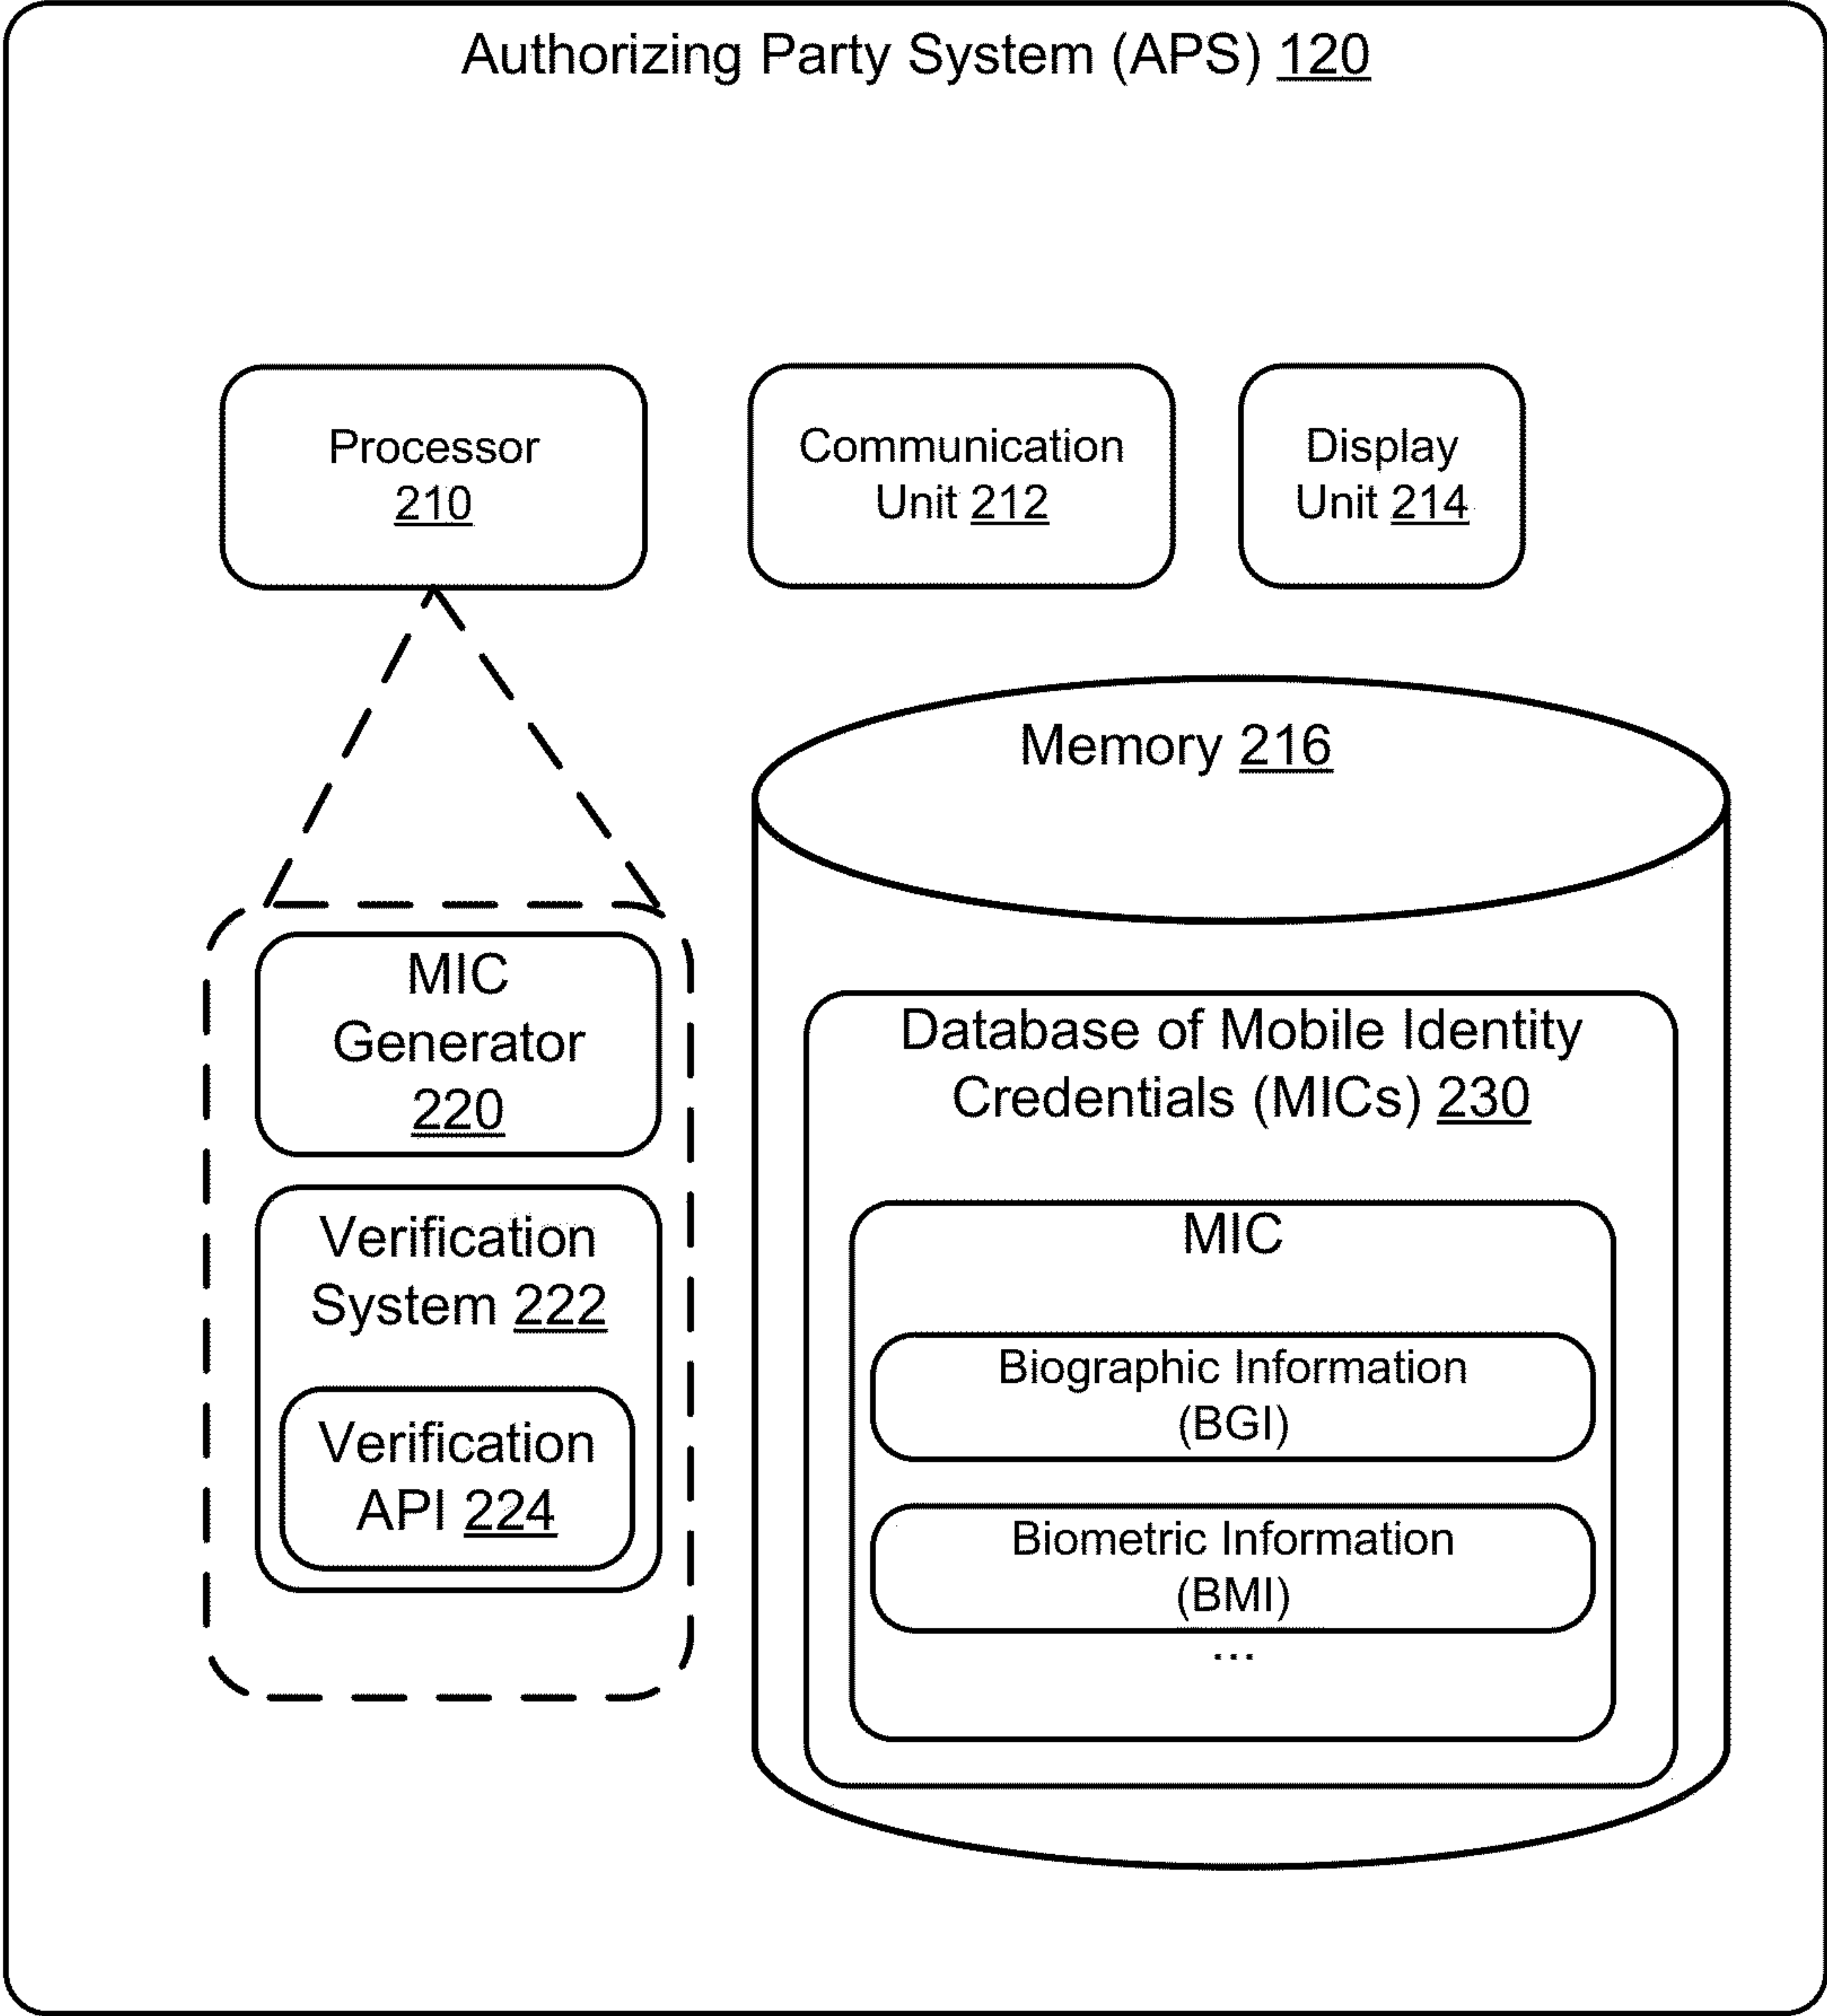 Authorizing Party System (APS) 120
Processor
210
Communication
Unit 212
Display
Unit 214
Memory 216
MIC
Generator
220
Verification
System 222
Verification
API 224
Database of Mobile Identity
Credentials (MICs) 230
MIC
Biographic Information
(BGI)
Biometric Information
(BMI)
...